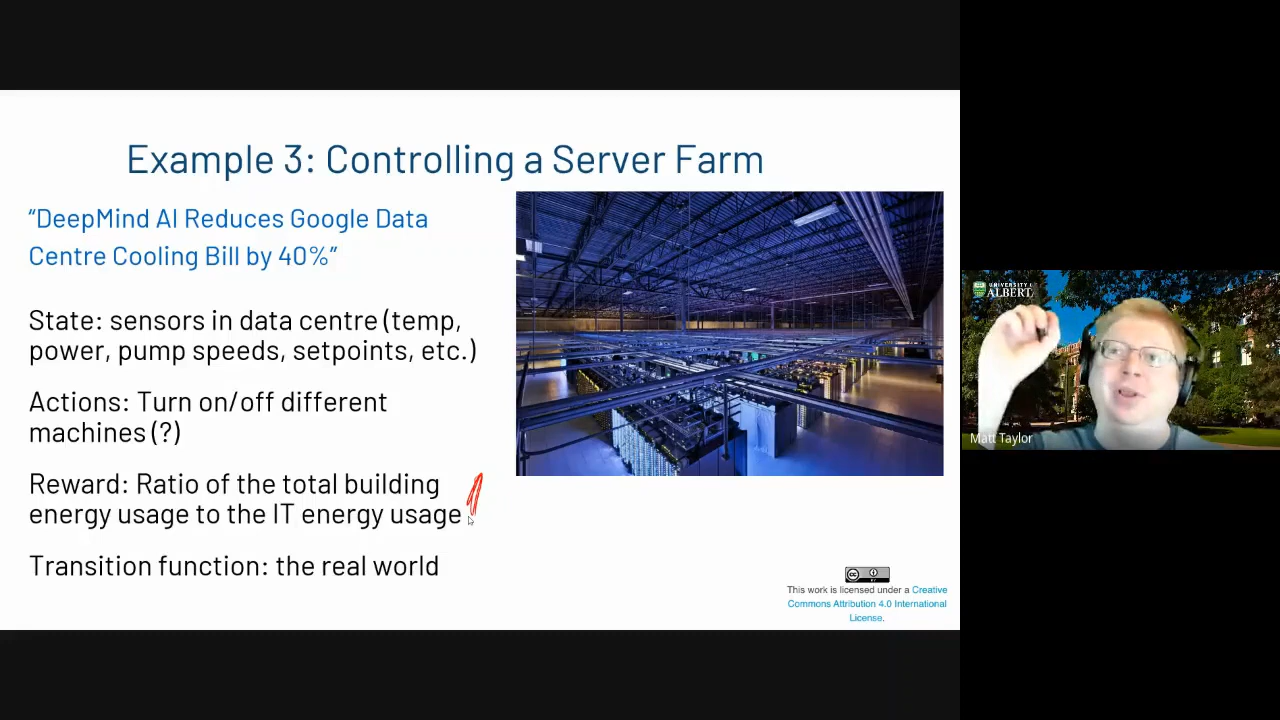 Example 3: Controlling a Server Farm
“DeepMind AI Reduces Google Data
Centre Cooling Bill by 40%”
State: sensors in data centre (temp,
power, pump speeds, setpoints, etc.)
Actions: Turn on/off different
machines (?)
Reward: Ratio of the total building
energy usage to the IT energy usage
Transition function: the real world
This work is licensed under a Creative
Commons Attribution 4.0 International
License.
ALBERT
Matt Taylor